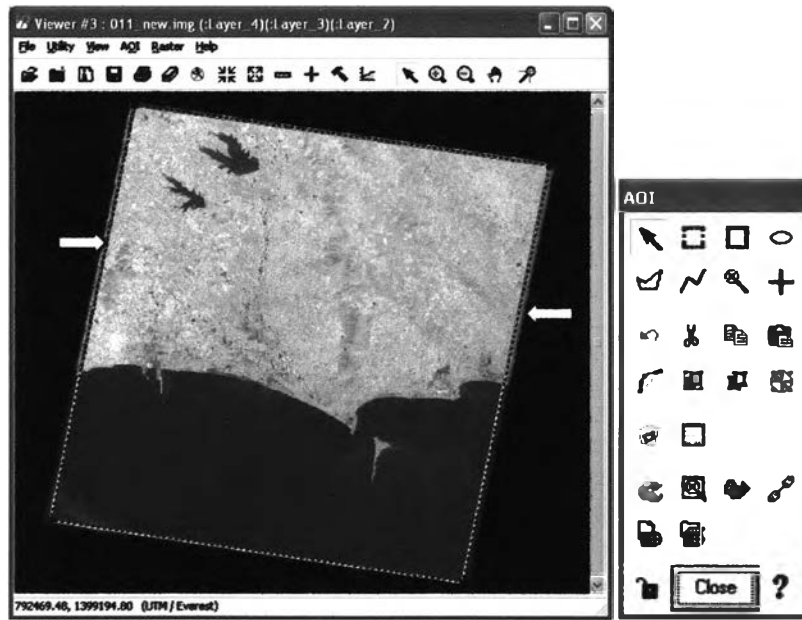 Viewer #3 : 011_new.img (:Layer_4)(:Layer_3)(:Layer_2)
File Utility View AOI Raster Help
AOI
Close ?
792469.48, 1399194.80 (UTM / Everest)